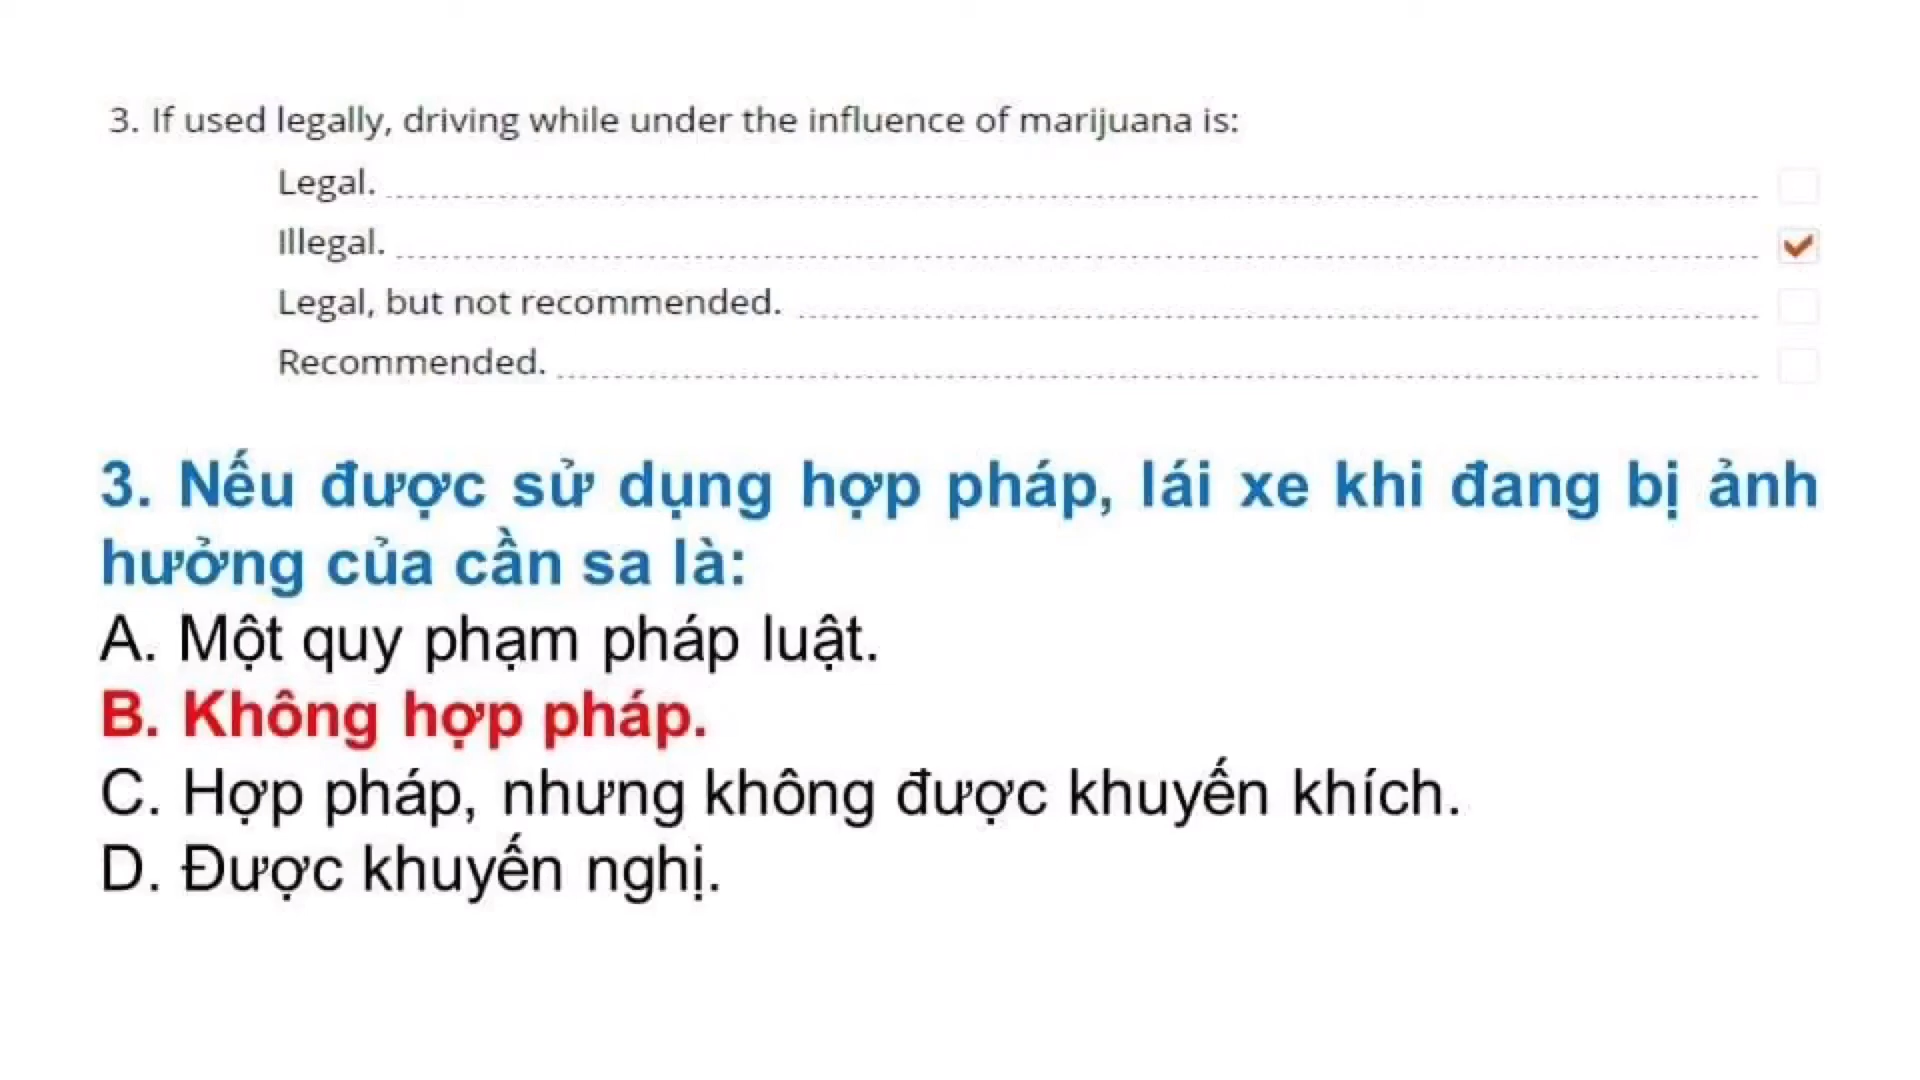 3. If used legally, driving while under the influence of marijuana is:
Legal.
Illegal.
Legal, but not recommended.
Recommended.
3. Nếu được sử dụng hợp pháp, lái xe khi đang bị ảnh
hưởng của cần sa là:
A. Một quy phạm pháp luật.
B. Không hợp pháp.
C. Hợp pháp, nhưng không được khuyến khích.
D. Được khuyến nghị.